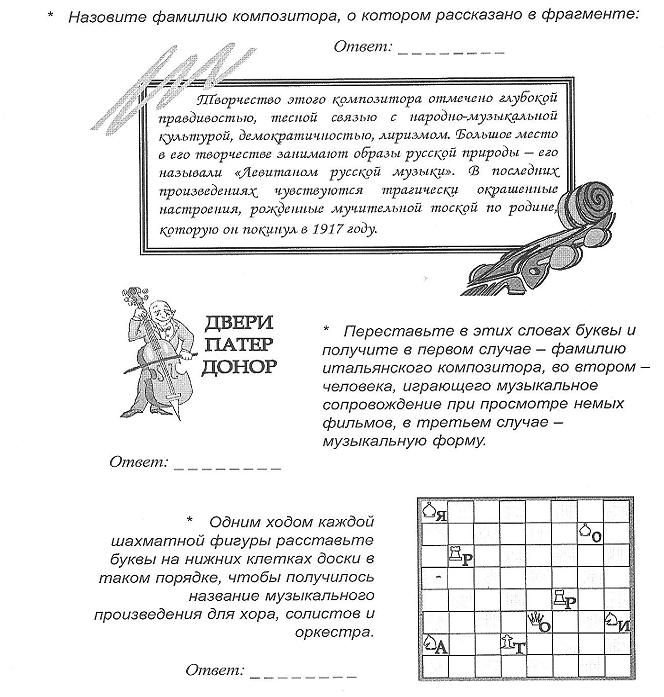 * Назовите фамилию композитора, о котором рассказано в фрагменте:
Ответ: _ _ _ _ _ _ _ _
Творчество этого композитора отмечено глубокой
правдивостью, тесной связью с народно-музыкальной
культурой, демократичностью, лиризмом. Большое место
в его творчестве занимают образы русской природы – его
называли «Левитаном русской музыки». В последних
произведениях чувствуются трагически окрашенные
настроения, рожденные мучительной тоской по родине,
которую он покинул в 1917 году.
ДВЕРИ
ПАТЕР
ДОНОР
* Переставьте в этих словах буквы и
получите в первом случае – фамилию
итальянского композитора, во втором –
человека, играющего музыкальное
сопровождение при просмотре немых
фильмов, в третьем случае –
музыкальную форму.
Ответ: _ _ _ _ _ _ _ _
* Одним ходом каждой
шахматной фигуры расставьте
буквы на нижних клетках доски в
таком порядке, чтобы получилось
название музыкального
произведения для хора, солистов и
оркестра.
Ответ: _ _ _ _ _ _ _ _
Я
О
Р
Р
О И
А Т